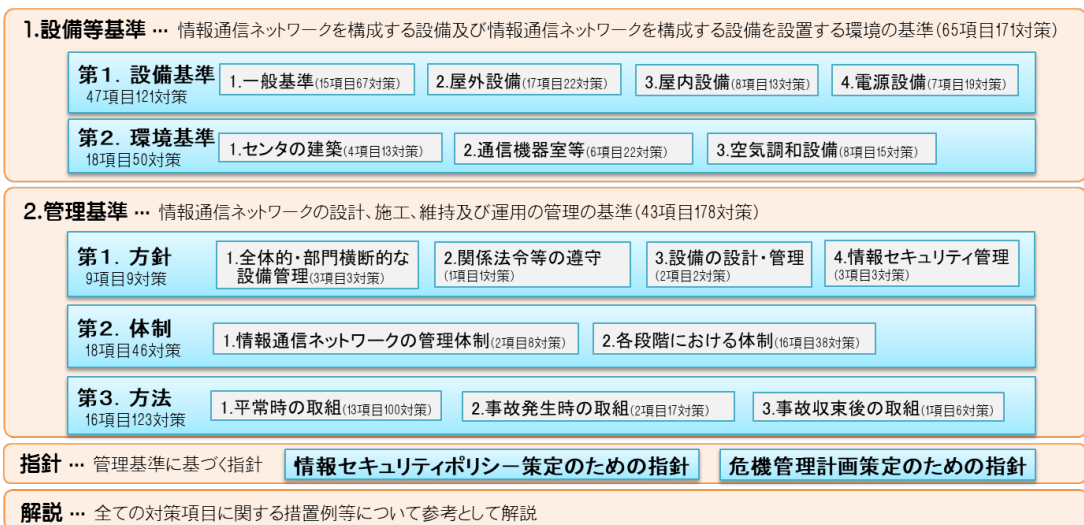 1.設備等基準 … 情報通信ネットワークを構成する設備及び情報通信ネットワークを構成する設備を設置する環境の基準(65項目171対策)
第1. 設備基準
47項目121対策
1.一般基準(15項目67対策)
2.屋外設備(17項目22対策)
3.屋内設備(8項目13対策)
4.電源設備(7項目19対策)
第2. 環境基準
18項目50対策
1.センタの建築(4項目13対策)
2.通信機器室等(6項目22対策)
3.空気調和設備(8項目15対策)
2.管理基準 … 情報通信ネットワークの設計、施工、維持及び運用の管理の基準(43項目178対策)
第1. 方針
9項目9対策
1.全体的・部門横断的な
設備管理(3項目3対策)
2.関係法令等の遵守
(1項目1対策)
3.設備の設計・管理
(2項目2対策)
4.情報セキュリティ管理
(3項目3対策)
第2. 体制
18項目46対策
1.情報通信ネットワークの管理体制(2項目8対策)
2.各段階における体制(16項目38対策)
第3. 方法
16項目123対策
1.平常時の取組(13項目100対策)
2.事故発生時の取組(2項目17対策)
3.事故収束後の取組(1項目6対策)
指針 … 管理基準に基づく指針
情報セキュリティポリシー策定のための指針
危機管理計画策定のための指針
解説 … 全ての対策項目に関する措置例等について参考として解説